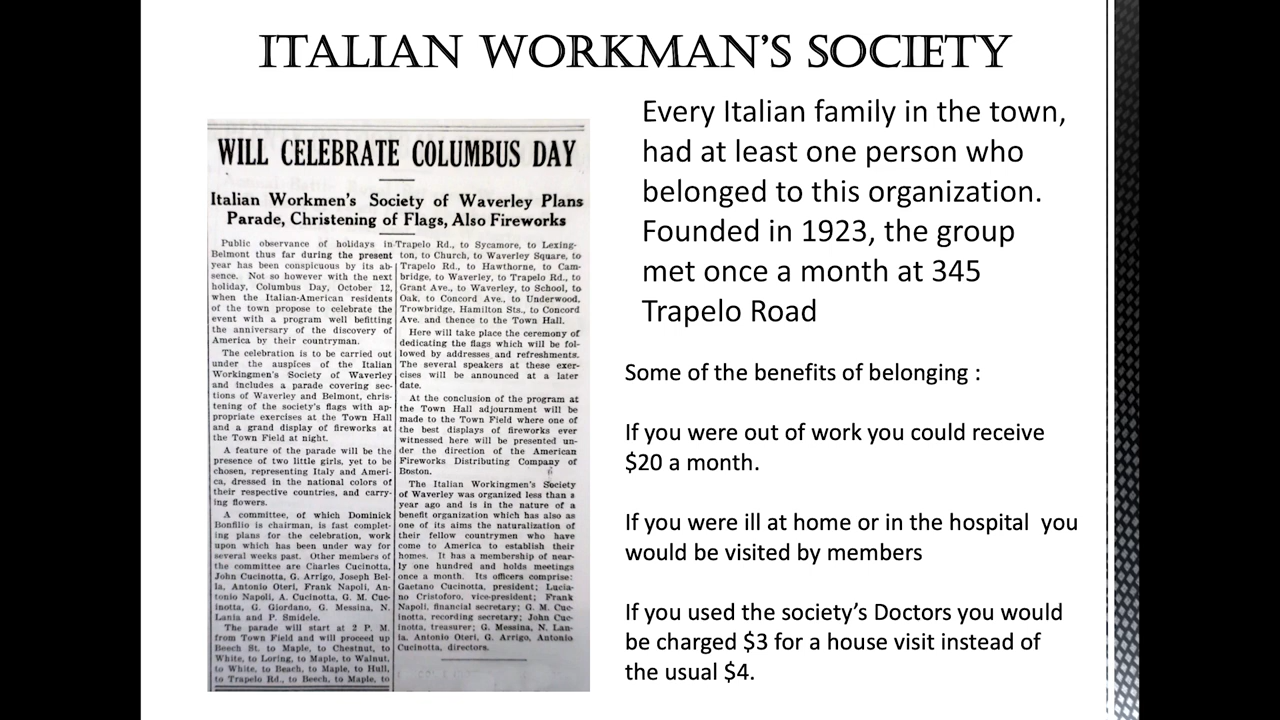 ITALIAN WORKMAN'S SOCIETY
WILL CELEBRATE COLUMBUS DAY
Italian Workmen's Society of Waverley Plans
Parade, Christening of Flags, Also Fireworks
Public observance of holidays in
Belmont thus far during the present
year has been conspicuous by its ab-
sence. Not so however with the next
holiday, Columbus Day, October 12,
when the Italian-American residents
of the town propose to celebrate the
event with a program well befitting
the anniversary of the discovery of
America by their countryman.
The celebration is to be carried out
under the auspices of the Italian
Workingmen's Society of Waverley
and includes a parade covering sec-
tions of Waverley and Belmont, chris-
tening of the society's flags with ap-
propriate exercises at the Town Hall
and a grand display of fireworks at
the Town Field at night.
A feature of the parade will be the
presence of two little girls, yet to be
chosen, representing Italy and Ameri-
ca, dressed in the national colors of
their respective countries, and carry-
ing flowers.
A committee, of which Dominick
Bonfilio is chairman, is fast complet-
ing plans for the celebration, work
upon which has been under way for
several weeks past. Other members of
the committee are Charles Cucinotta,
John Cucinotta, G. Arrigo, Joseph Bel-
la, Antonio Oteri, Frank Napoli, An-
tonio Napoli, A. Cucinotta, G. M. Cuc-
inotta, G. Giordano, G. Messina, N.
Lania and P. Smidele.
The parade will start at 2 P. M.
from Town Field and will proceed up
Beech St. to Maple, to Chestnut, to
White, to Loring, to Maple, to Walnut,
to White, to Beach, to Maple, to Hull,
to Trapelo Rd., to Beech, to Maple, to
Trapelo Rd., to Sycamore, to Lexing-
ton, to Church, to Waverley Square, to
Trapelo Rd., to Hawthorne, to Cam-
bridge, to Waverley, to Trapelo Rd., to
Grant Ave., to Waverley, to School, to
Oak, to Concord Ave., to Underwood,
Trowbridge, Hamilton Sts., to Concord
Ave. and thence to the Town Hall.
Here will take place the ceremony of
dedicating the flags which will be fol-
lowed by addresses and refreshments.
The several speakers at these exer-
cises will be announced at a later
date.
At the conclusion of the program at
the Town Hall adjournment will be
made to the Town Field where one of
the best displays of fireworks ever
witnessed here will be presented un-
der the direction of the American
Fireworks Distributing Company of
Boston.
The Italian Workingmen's Society
of Waverley was organized less than a
year ago and is in the nature of a
benefit organization which has also as
one of its aims the naturalization of
their fellow countrymen who have
come to America to establish their
homes. It has a membership of near-
ly one hundred and holds meetings
once a month. Its officers comprise:
Gaetano Cucinotta, president; Lucia-
no Cristoforo, vice-president; Frank
Napoli, financial secretary; G. M. Cuc-
inotta, recording secretary; John Cuc-
inotta, treasurer; G. Messina, N. Lan-
ia, Antonio Oteri, G. Arrigo, Antonio
Cucinotta, directors.
Every Italian family in the town,
had at least one person who
belonged to this organization.
Founded in 1923, the group
met once a month at 345
Trapelo Road
Some of the benefits of belonging :
If you were out of work you could receive
$20 a month.
If you were ill at home or in the hospital you
would be visited by members
If you used the society's Doctors you would
be charged $3 for a house visit instead of
the usual $4.